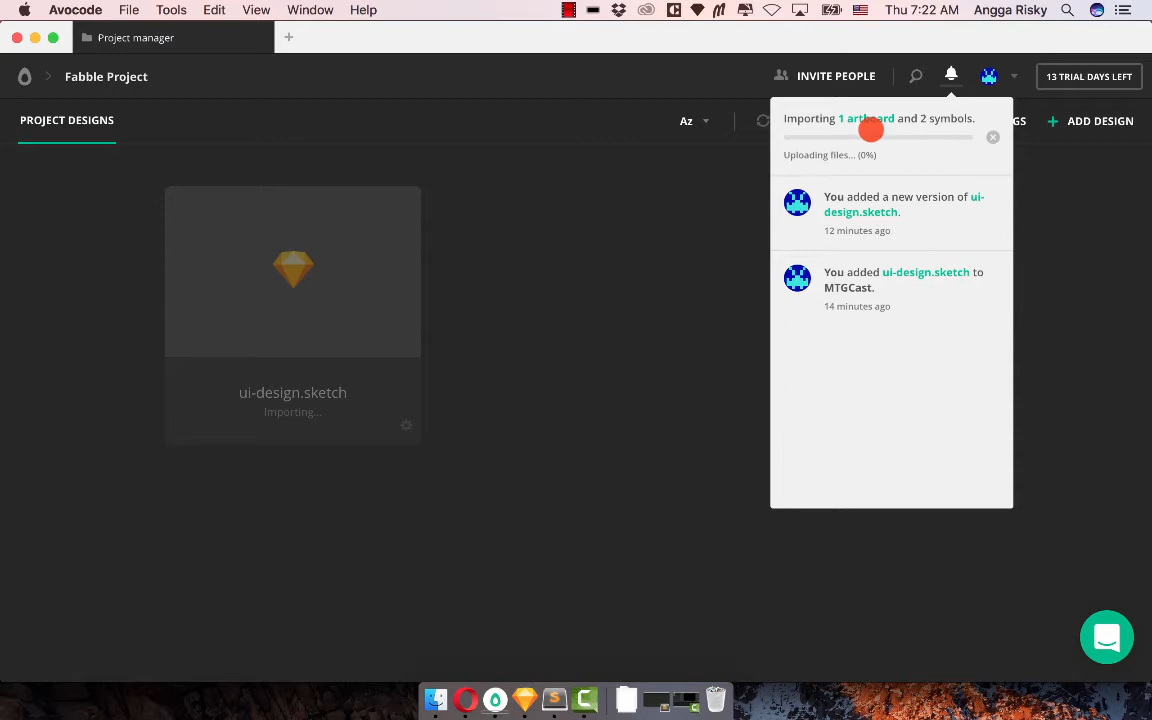 Avocode File Tools Edit View Window Help Thu 7:22 AM Angga Risky
Project manager
Fabble Project
INVITE PEOPLE
13 TRIAL DAYS LEFT
PROJECT DESIGNS
Az
GS
ADD DESIGN
Importing 1 artboard and 2 symbols.
Uploading files... (0%)
You added a new version of ui-
design.sketch.
12 minutes ago
You added ui-design.sketch to
MTGCast.
14 minutes ago
ui-design.sketch
Importing...